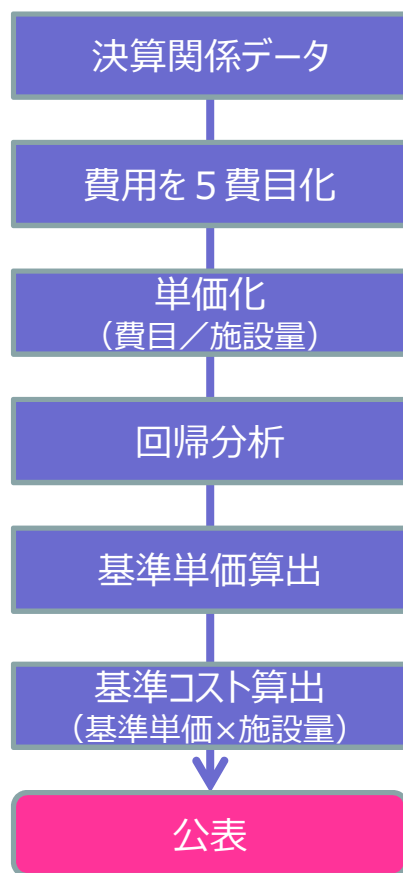 決算関係データ
費用を５費目化
単価化
（費目／施設量）
回帰分析
基準単価算出
基準コスト算出
（基準単価×施設量）
公表